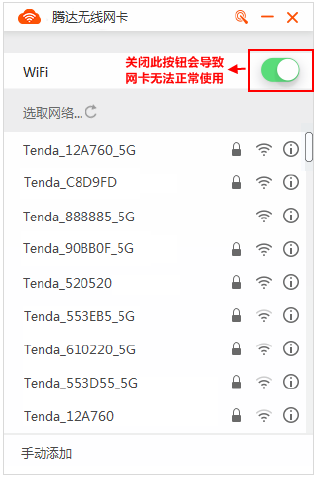 腾达无线网卡
WiFi
关闭此按钮会导致
网卡无法正常使用
选取网络...
Tenda_12A760_5G
Tenda_C8D9FD
Tenda_888885_5G
Tenda_90BB0F_5G
Tenda_520520
Tenda_553EB5_5G
Tenda_610220_5G
Tenda_553D55_5G
Tenda_12A760
手动添加